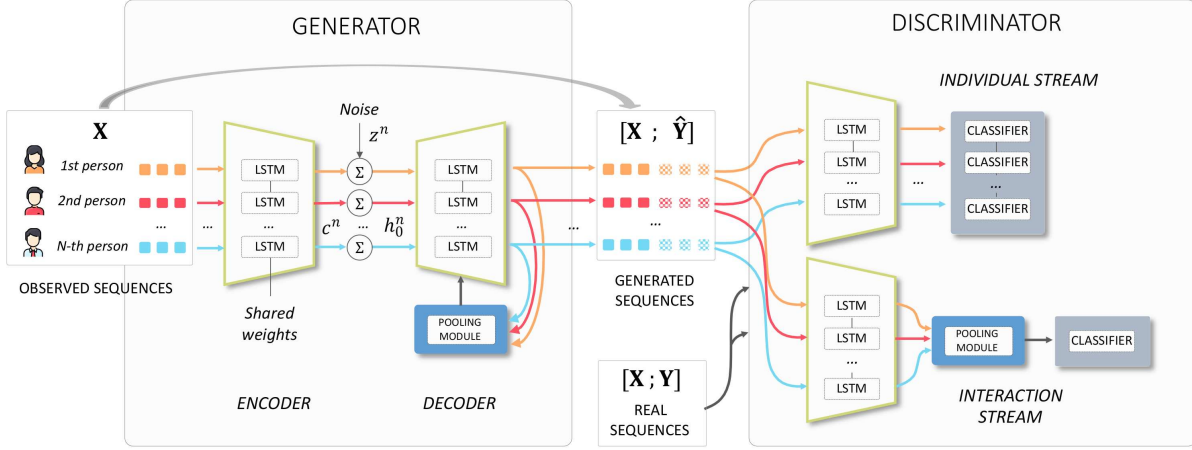 GENERATOR
DISCRIMINATOR
X
1st person
2nd person
...
N-th person
...
OBSERVED SEQUENCES
LSTM
LSTM
...
LSTM
Shared
weights
ENCODER
Noise
z^n
Σ
Σ
...
Σ
c^n
h_0^n
LSTM
LSTM
...
LSTM
POOLING
MODULE
DECODER
...
[X ; Ŷ]
...
GENERATED
SEQUENCES
[X ; Y]
REAL
SEQUENCES
INDIVIDUAL STREAM
LSTM
LSTM
...
LSTM
...
CLASSIFIER
CLASSIFIER
...
CLASSIFIER
LSTM
LSTM
...
LSTM
POOLING
MODULE
CLASSIFIER
INTERACTION
STREAM